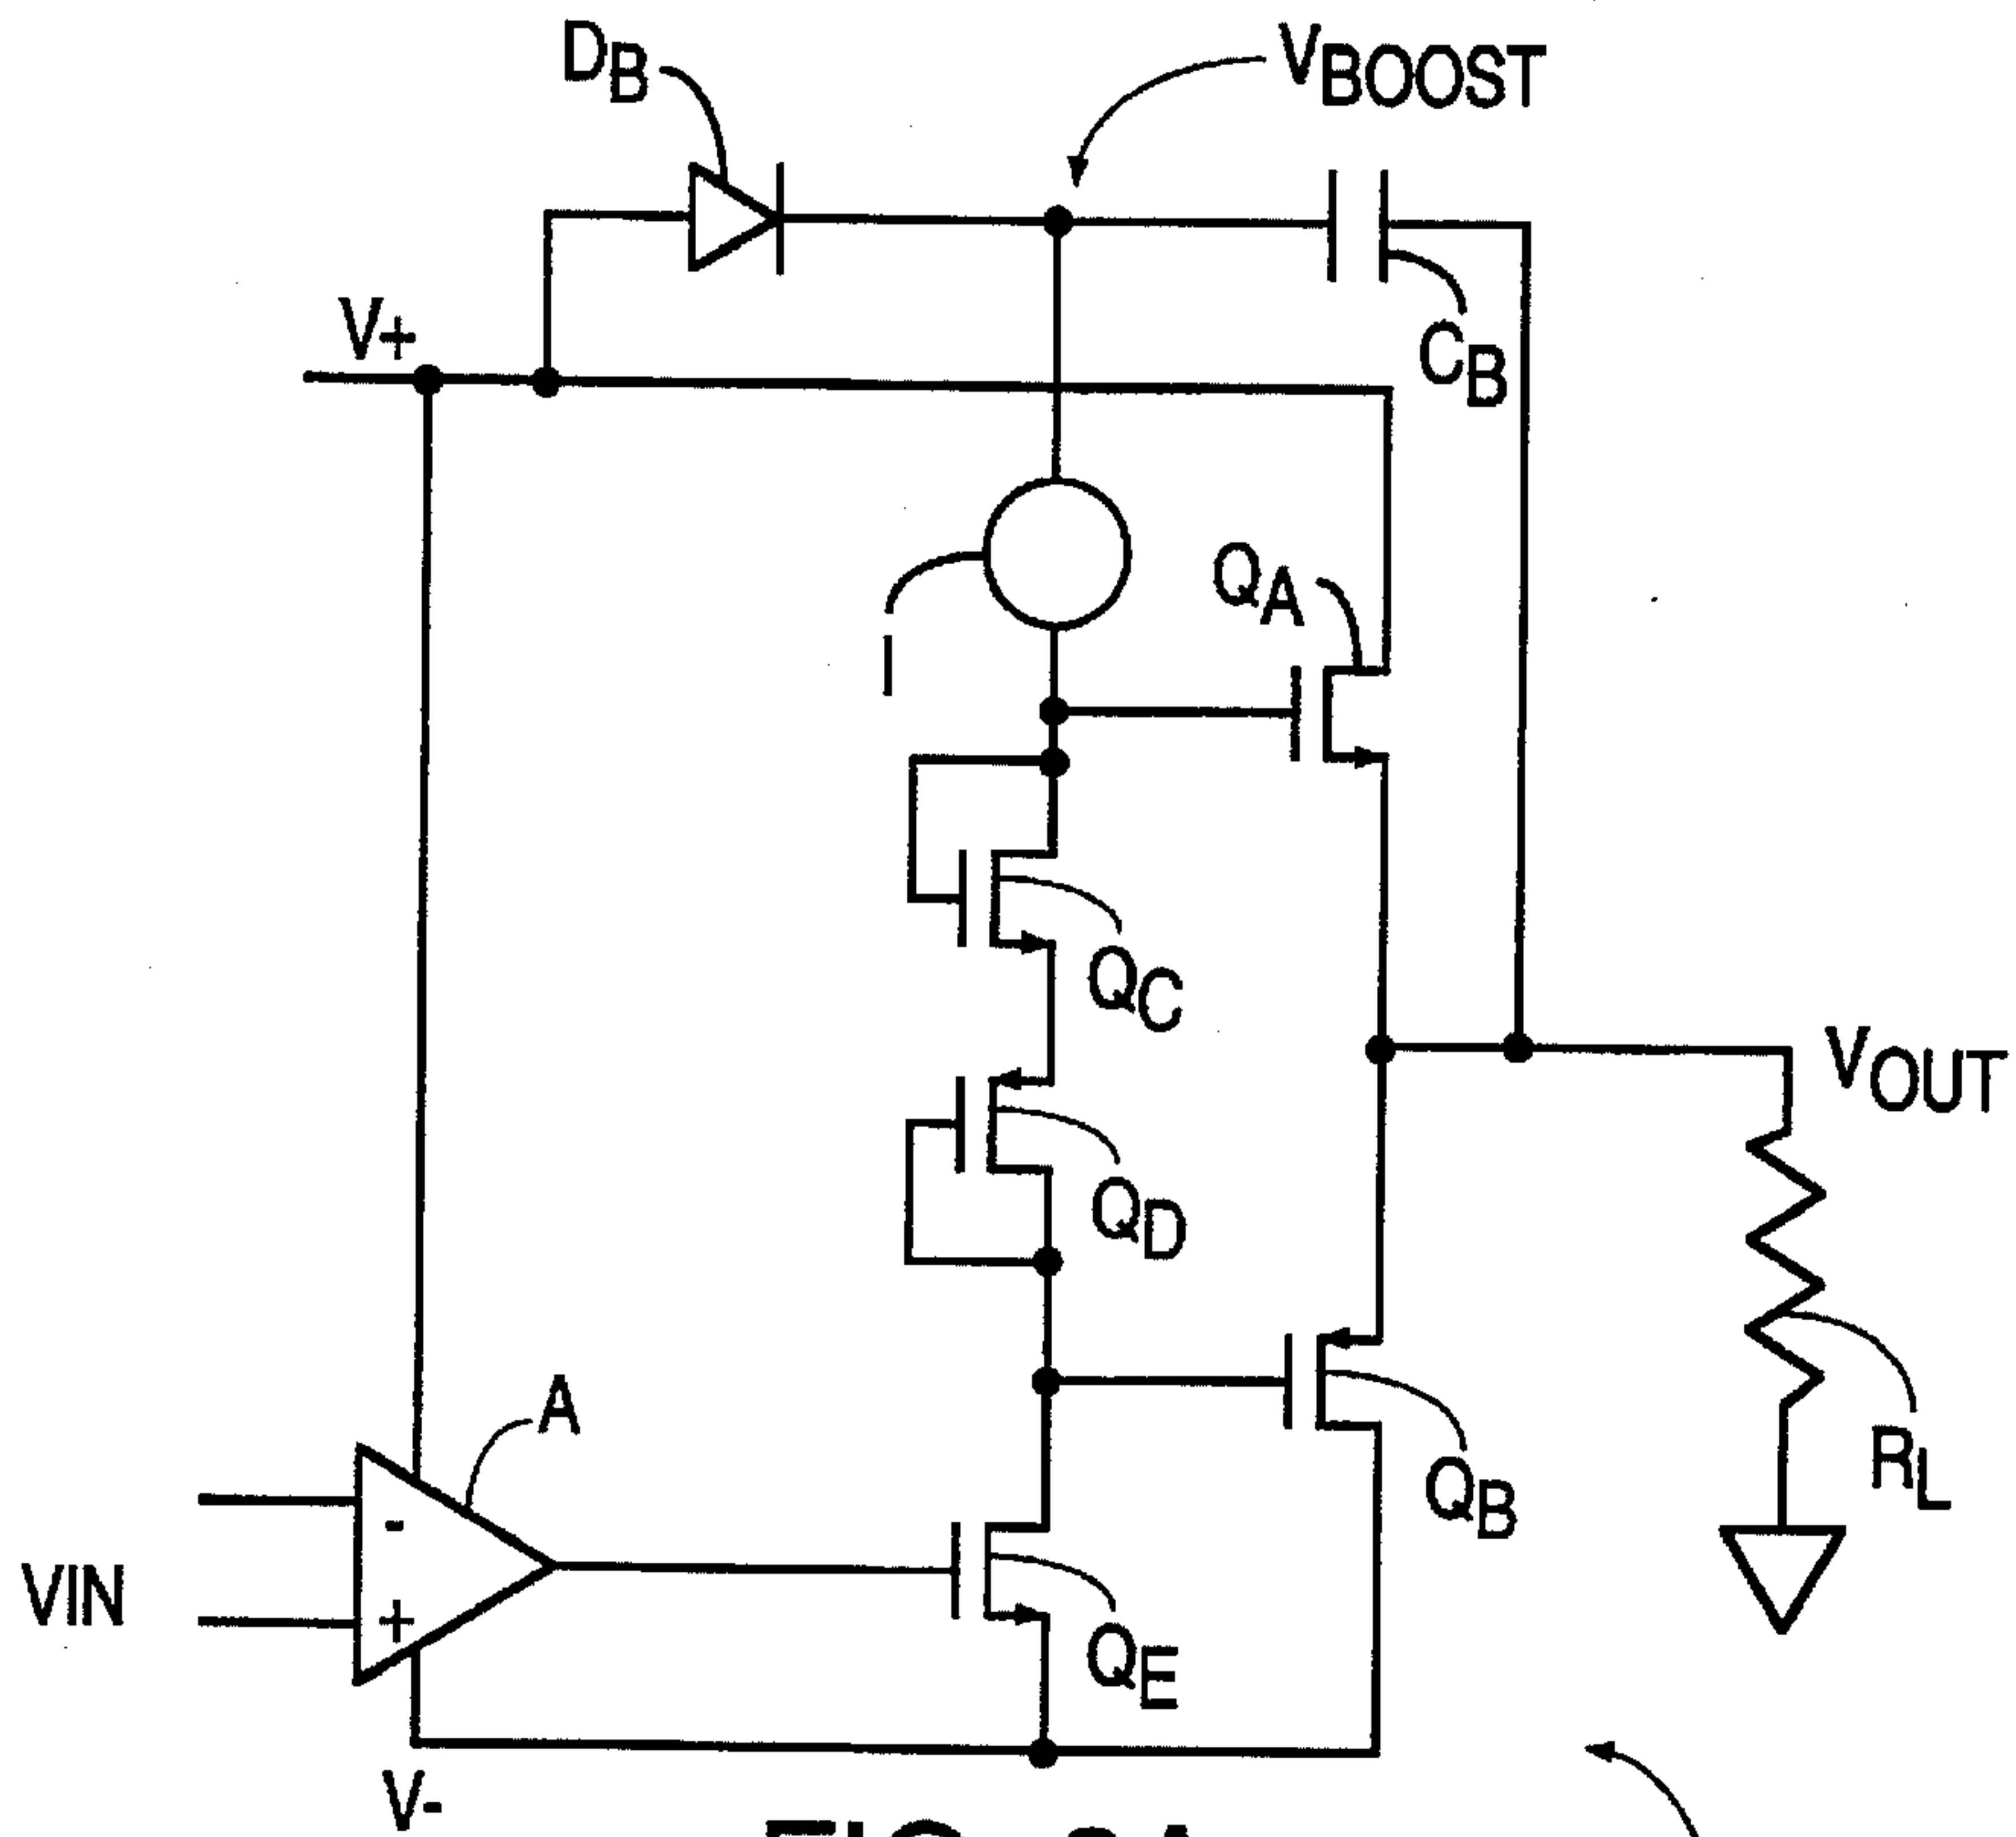 DB
VBOOST
V+
CB
QA
I
QC
VOUT
QD
A
RL
QB
-
VIN
+
QE
V-